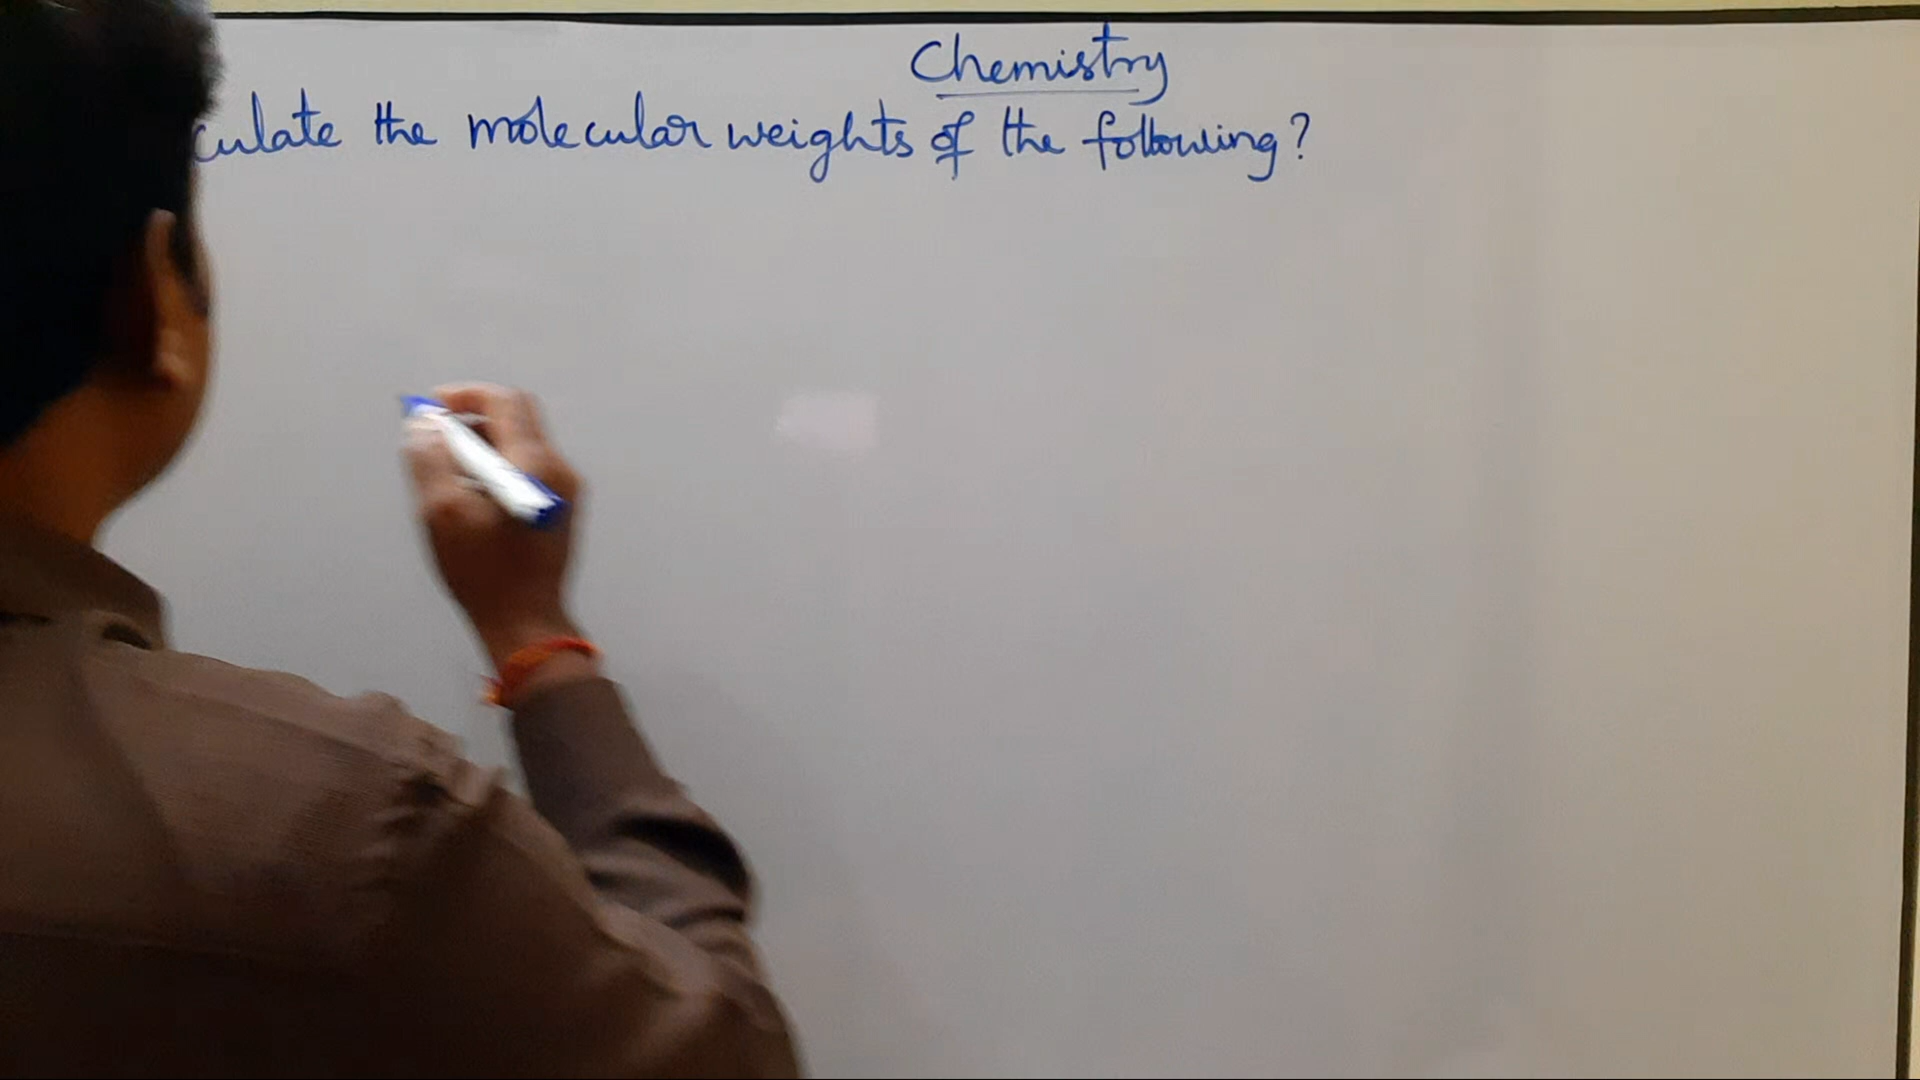 Chemistry
culate the molecular weights of the following?